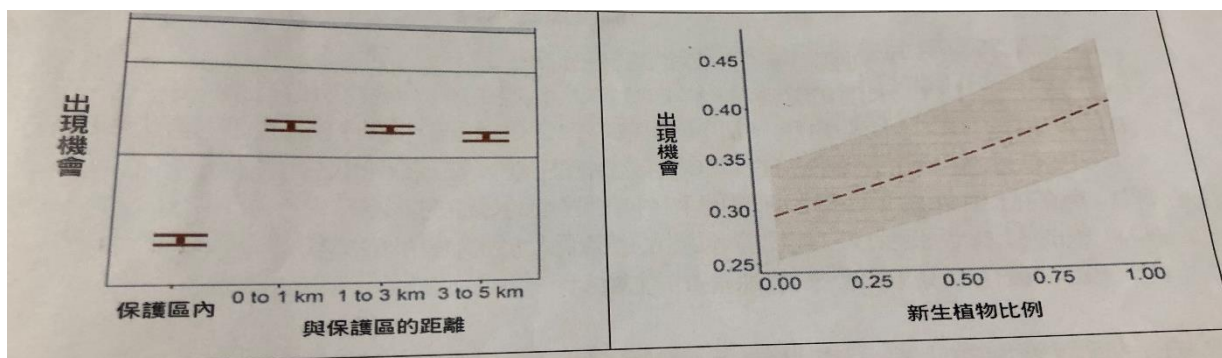 出現機會
保護區內
0 to 1 km
1 to 3 km
3 to 5 km
與保護區的距離
出現機會
0.45
0.40
0.35
0.30
0.25
0.00
0.25
0.50
0.75
1.00
新生植物比例